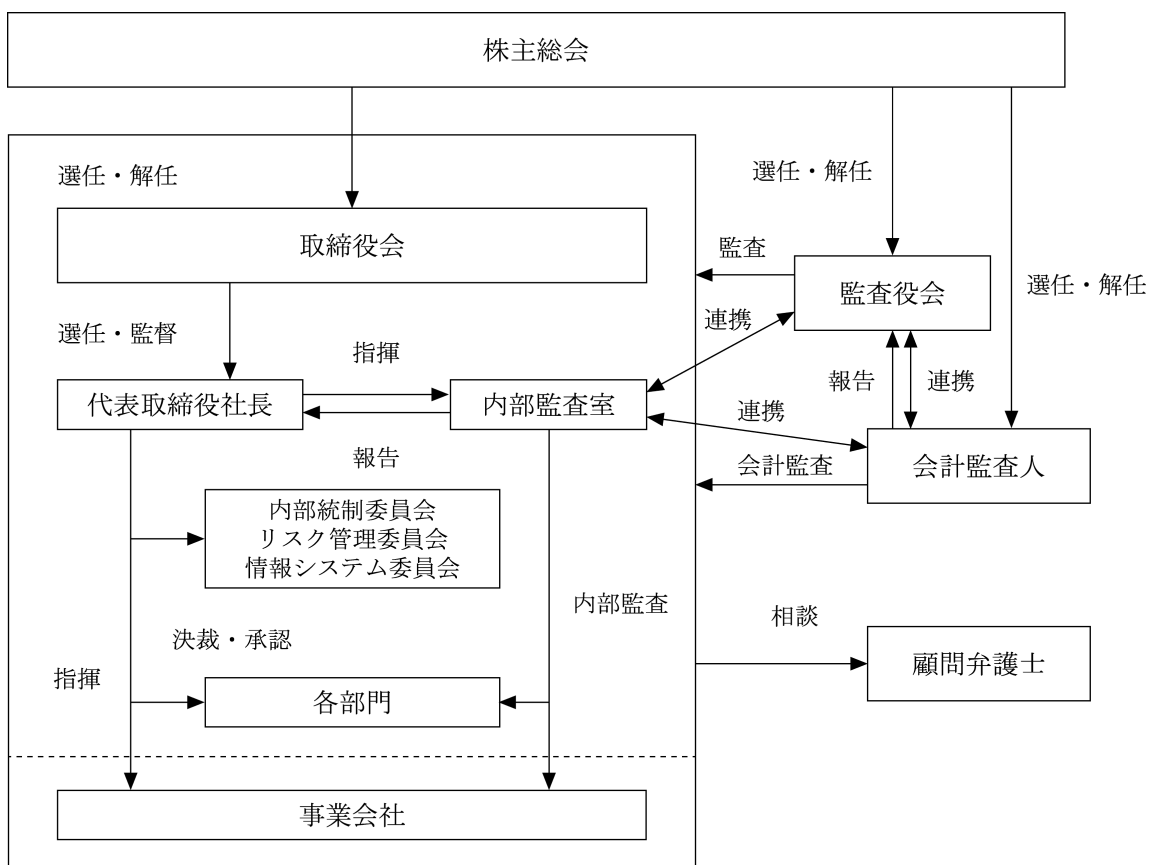 株主総会
選任・解任
選任・解任
選任・解任
取締役会
監査
監査役会
選任・監督
連携
指揮
報告
連携
代表取締役社長
内部監査室
連携
報告
会計監査
会計監査人
内部統制委員会
リスク管理委員会
情報システム委員会
内部監査
相談
決裁・承認
指揮
顧問弁護士
各部門
事業会社